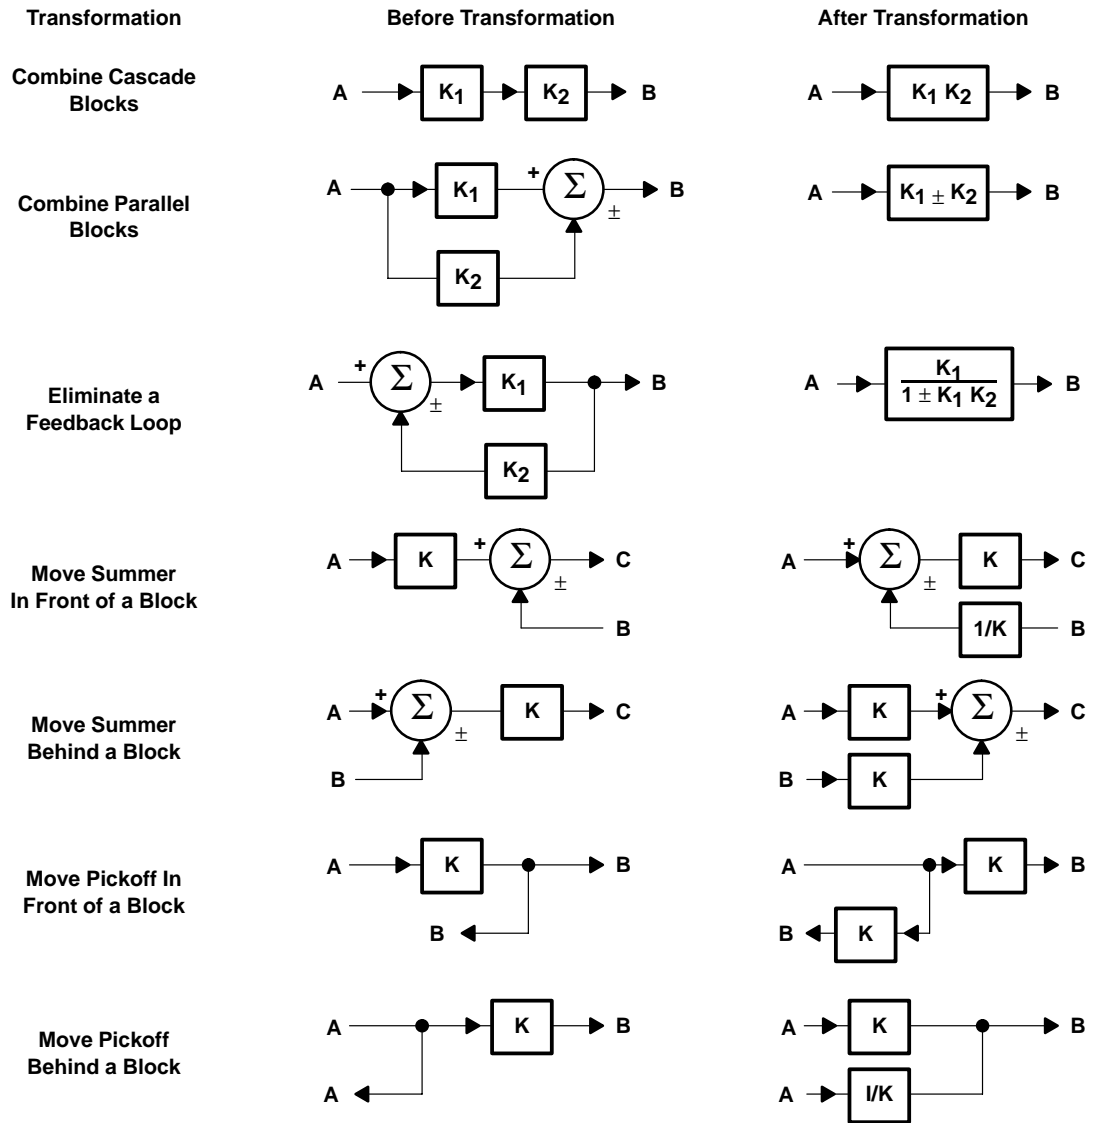 Transformation Before Transformation After Transformation
Combine Cascade
Blocks
A K1 K2 B
A K1 K2 B
Combine Parallel
Blocks
A K1 + Σ ± B
K2
A K1 ± K2 B
Eliminate a
Feedback Loop
A + Σ ± K1 B
K2
A K1
1 ± K1 K2 B
Move Summer
In Front of a Block
A K + Σ ± C
B
A + Σ ± K C
1/K B
Move Summer
Behind a Block
A + Σ ± K C
B
A K + Σ ± C
B K
Move Pickoff In
Front of a Block
A K B
B
A K B
B K
Move Pickoff
Behind a Block
A K B
A
A K B
A I/K